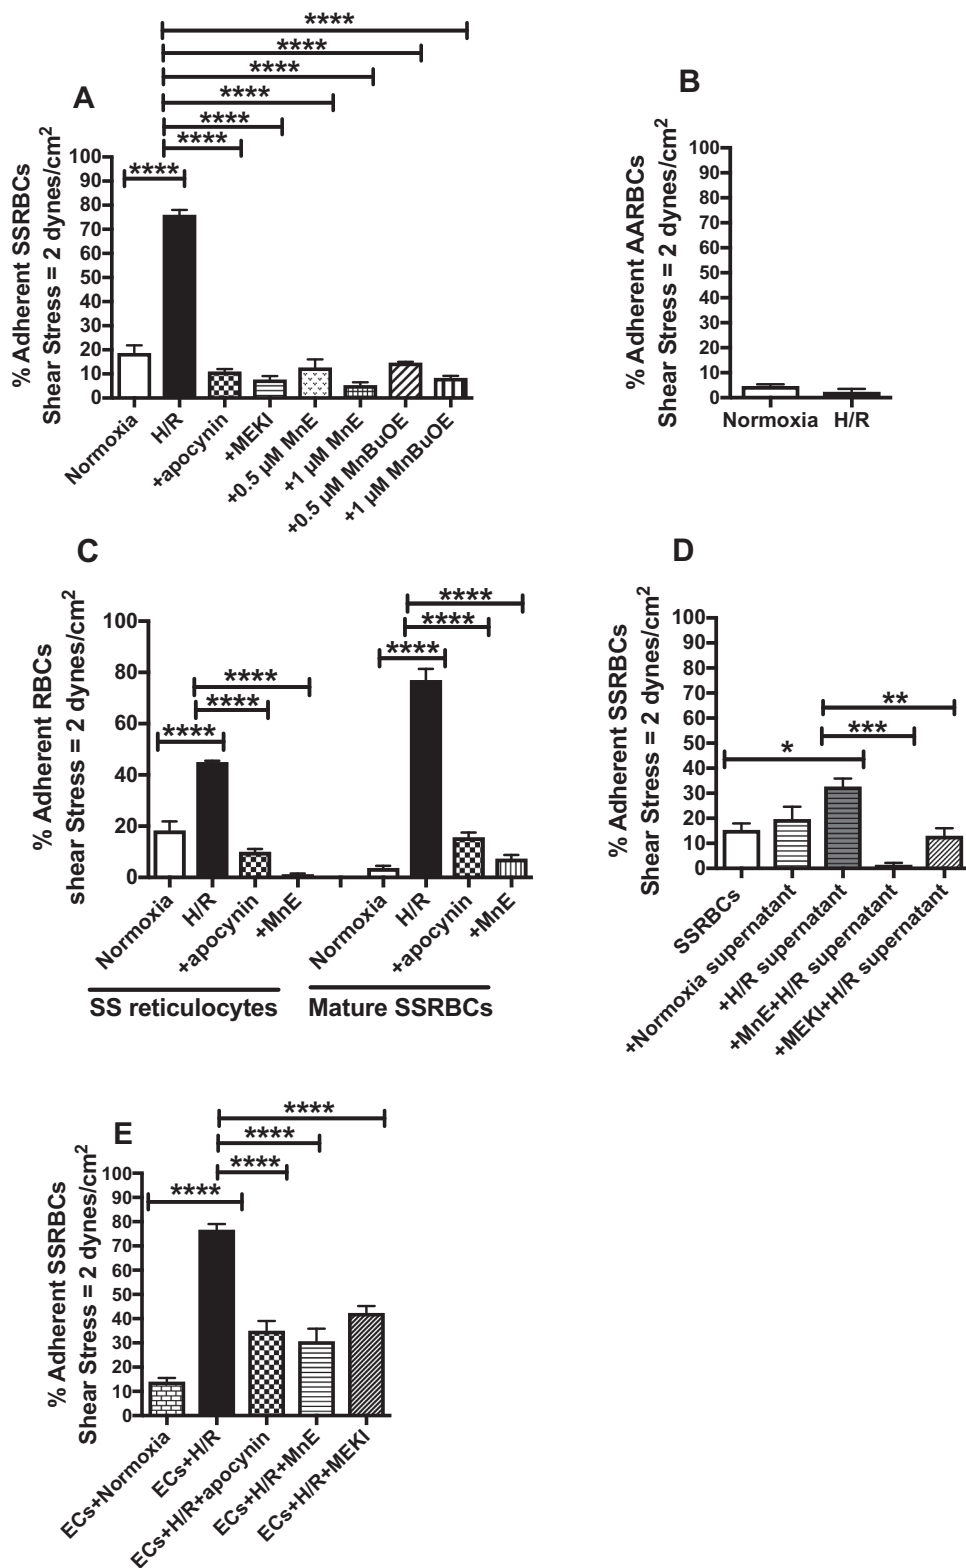 A
****
****
****
****
****
****
****
% Adherent SSRBCs
Shear Stress = 2 dynes/cm²
100
90
80
70
60
50
40
30
20
10
0
Normoxia
H/R
+apocynin
+MEKI
+0.5 µM MnE
+1 µM MnE
+0.5 µM MnBuOE
+1 µM MnBuOE
B
% Adherent AARBCs
Shear Stress = 2 dynes/cm²
100
90
80
70
60
50
40
30
20
10
0
Normoxia
H/R
C
% Adherent RBCs
shear Stress = 2 dynes/cm²
100
80
60
40
20
0
****
****
****
****
****
****
Normoxia
H/R
+apocynin
+MnE
Normoxia
H/R
+apocynin
+MnE
SS reticulocytes
Mature SSRBCs
D
% Adherent SSRBCs
Shear Stress = 2 dynes/cm²
100
90
80
70
60
50
40
30
20
10
0
**
***
*
SSRBCs
+Normoxia supernatant
+H/R supernatant
+MnE+H/R supernatant
+MEKI+H/R supernatant
E
% Adherent SSRBCs
Shear Stress = 2 dynes/cm²
100
90
80
70
60
50
40
30
20
10
0
****
****
****
****
ECs+Normoxia
ECs+H/R
ECs+H/R+apocynin
ECs+H/R+MnE
ECs+H/R+MEKI